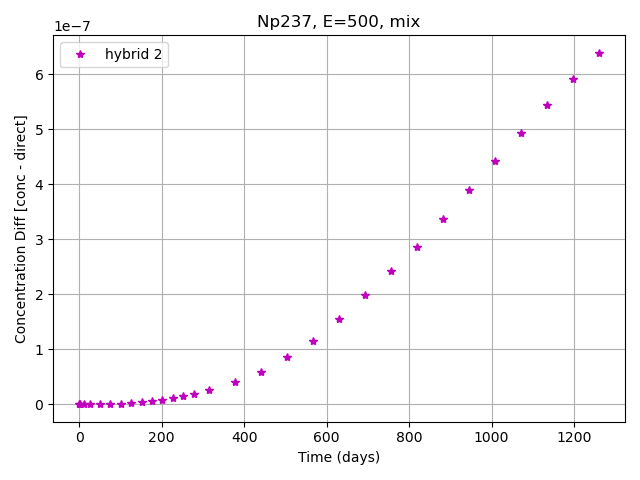 Np237, E=500, mix
1e−7
hybrid 2
6
5
4
3
2
1
0
Concentration Diff [conc - direct]
0 200 400 600 800 1000 1200
Time (days)